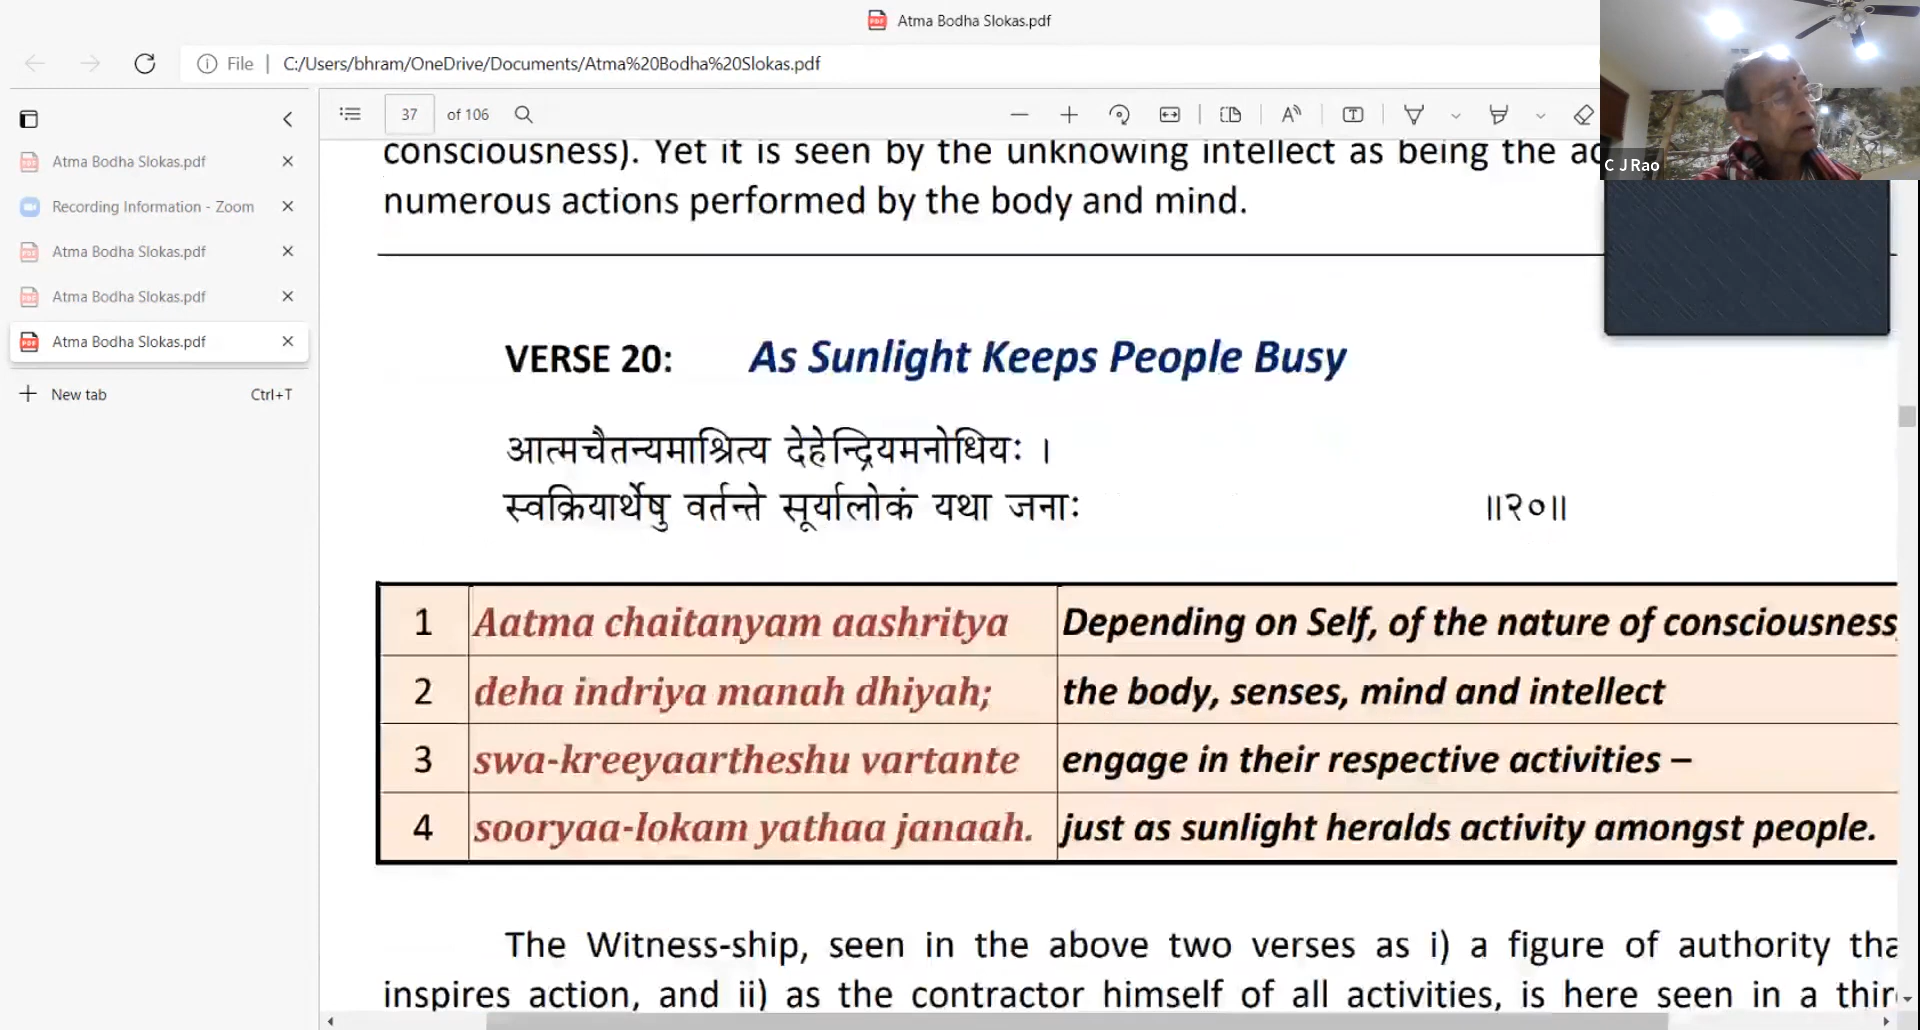 Atma Bodha Slokas.pdf
File | C:/Users/bhram/OneDrive/Documents/Atma%20Bodha%20Slokas.pdf
37 of 106
Atma Bodha Slokas.pdf
Recording Information - Zoom
Atma Bodha Slokas.pdf
Atma Bodha Slokas.pdf
Atma Bodha Slokas.pdf
New tab Ctrl+T
C J Rao
consciousness). Yet it is seen by the unknowing intellect as being the
numerous actions performed by the body and mind.
VERSE 20: As Sunlight Keeps People Busy
आत्मचैतन्यमाश्रित्य देहेन्द्रियमनोधियः ।
स्वक्रियार्थेषु वर्तन्ते सूर्यालोकं यथा जनाः ॥२०॥
1 Aatma chaitanyam aashritya Depending on Self, of the nature of consciousness,
2 deha indriya manah dhiyah; the body, senses, mind and intellect
3 swa-kreeyaartheshu vartante engage in their respective activities –
4 sooryaa-lokam yathaa janaah. just as sunlight heralds activity amongst people.
The Witness-ship, seen in the above two verses as i) a figure of authority
inspires action, and ii) as the contractor himself of all activities, is here seen in a